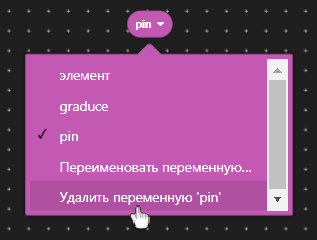 pin
элемент
graduce
pin
Переименовать переменную...
Удалить переменную 'pin'